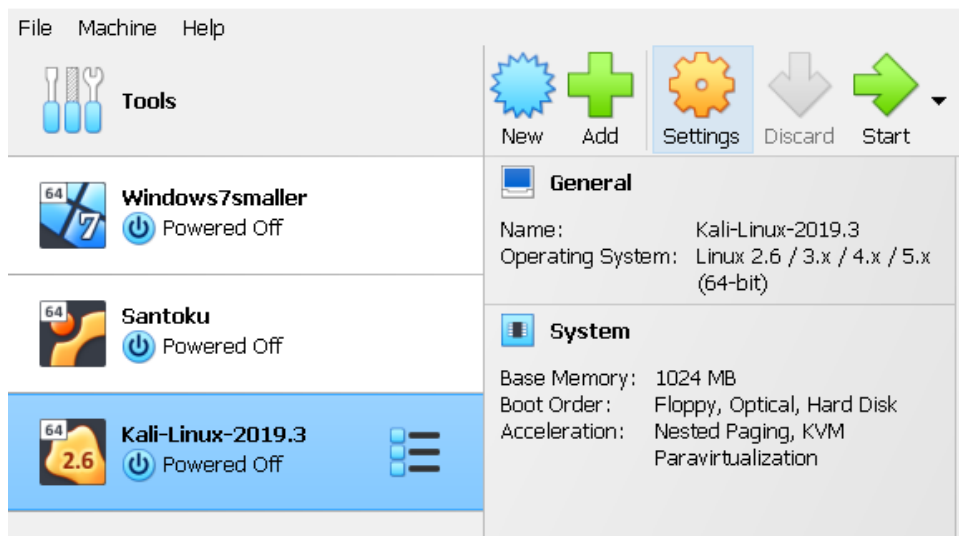 File Machine Help
Tools
New Add Settings Discard Start
64
7
Windows7smaller
Powered Off
64
Santoku
Powered Off
64
2.6
Kali-Linux-2019.3
Powered Off
General
Name: Kali-Linux-2019.3
Operating System: Linux 2.6 / 3.x / 4.x / 5.x
(64-bit)
System
Base Memory: 1024 MB
Boot Order: Floppy, Optical, Hard Disk
Acceleration: Nested Paging, KVM
Paravirtualization